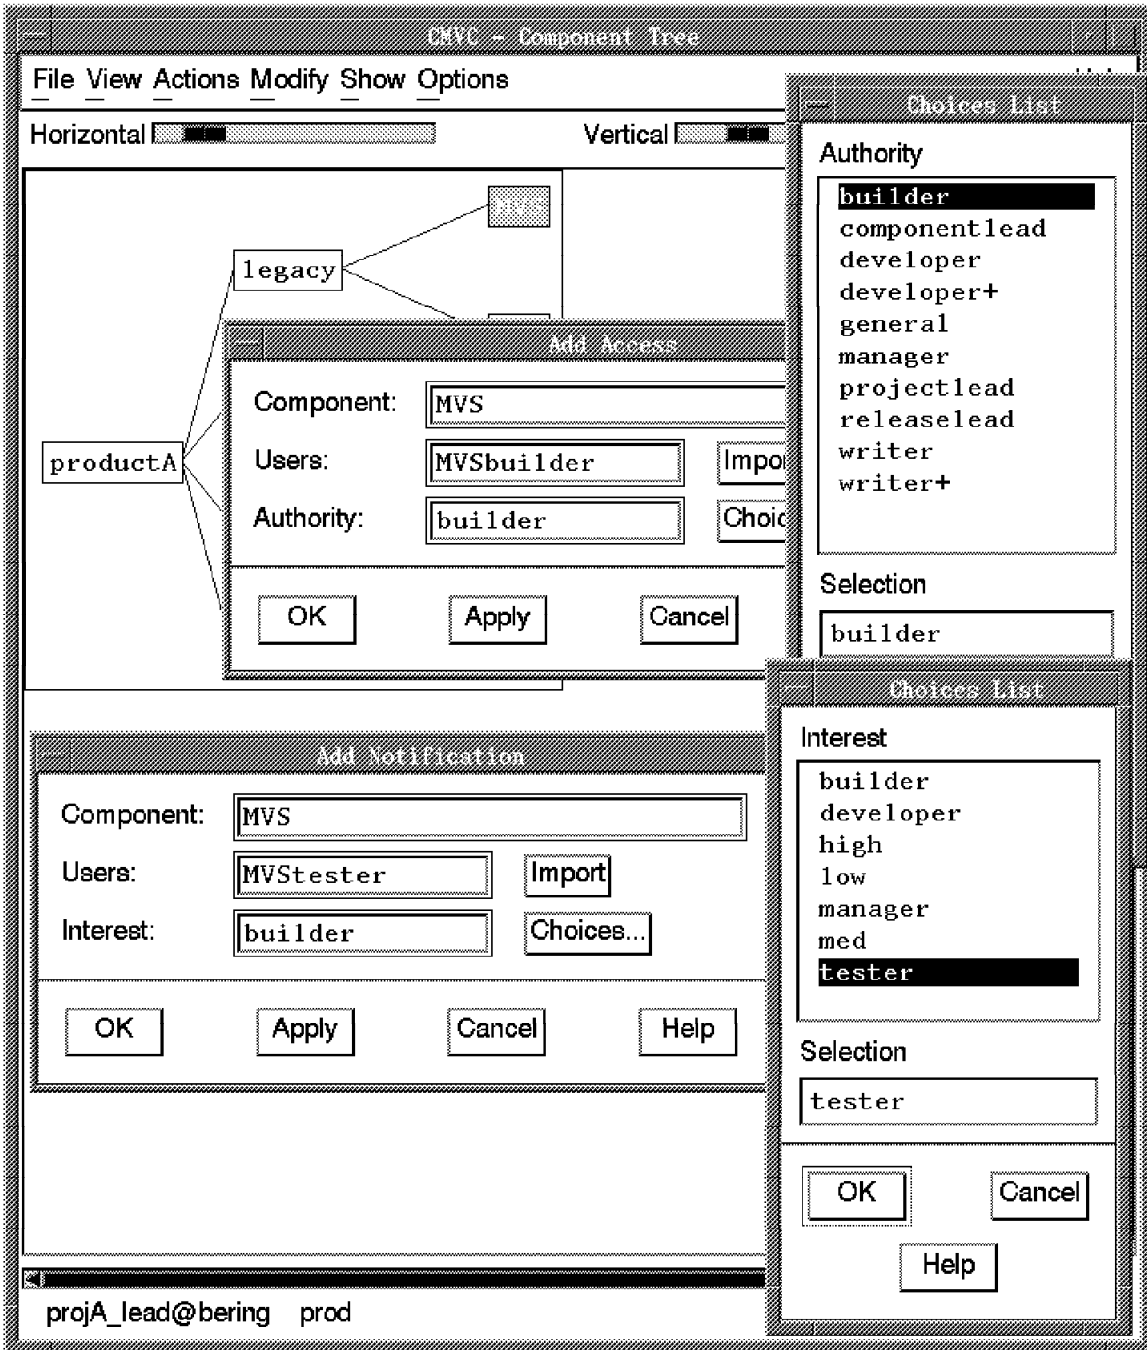 CMVC - Component Tree
File View Actions Modify Show Options
Horizontal
Vertical
legacy
productA
Add Access
Component:
MVS
Users:
MVSbuilder
Authority:
builder
OK
Apply
Cancel
Choices List
Authority
builder
componentlead
developer
developer+
general
manager
projectlead
releaselead
writer
writer+
Selection
builder
Add Notification
Component:
MVS
Users:
MVStester
Import
Interest:
builder
Choices...
OK
Apply
Cancel
Help
Choices List
Interest
builder
developer
high
low
manager
med
tester
Selection
tester
OK
Cancel
Help
projA_lead@bering prod